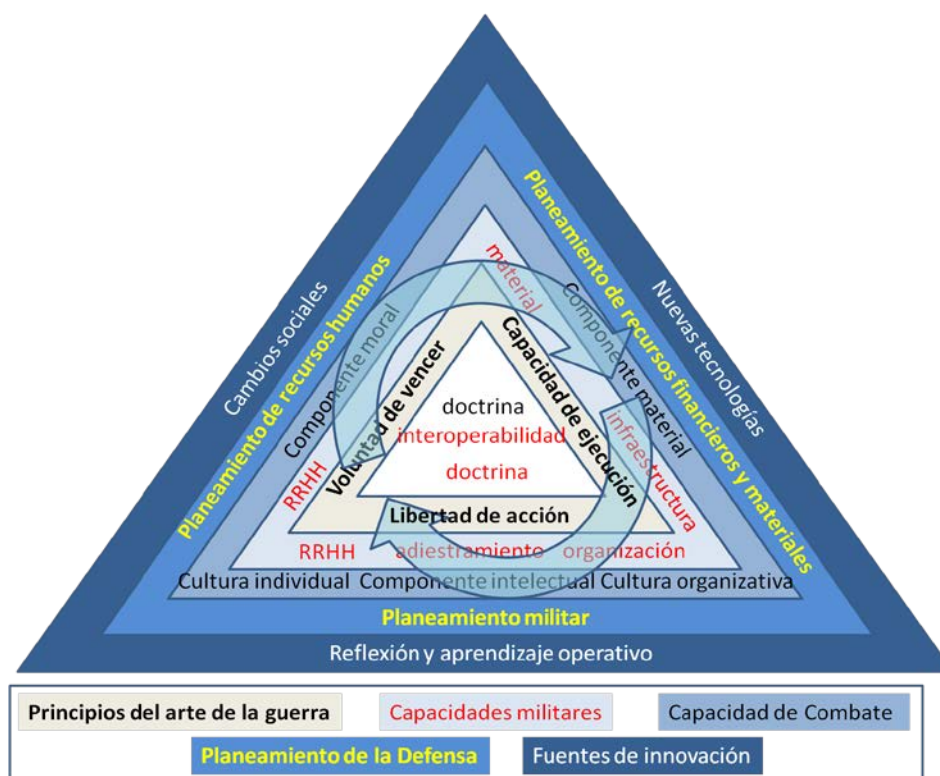 Cambios sociales
Planeamiento de recursos humanos
Componente moral
RRHH
Voluntad de vencer
Nuevas tecnologías
Planeamiento de recursos financieros y materiales
Componente material
material
infraestructura
Capacidad de ejecución
doctrina
interoperabilidad
doctrina
Libertad de acción
RRHH adiestramiento organización
Cultura individual Componente intelectual Cultura organizativa
Planeamiento militar
Reflexión y aprendizaje operativo
Principios del arte de la guerra Capacidades militares Capacidad de Combate
Planeamiento de la Defensa Fuentes de innovación